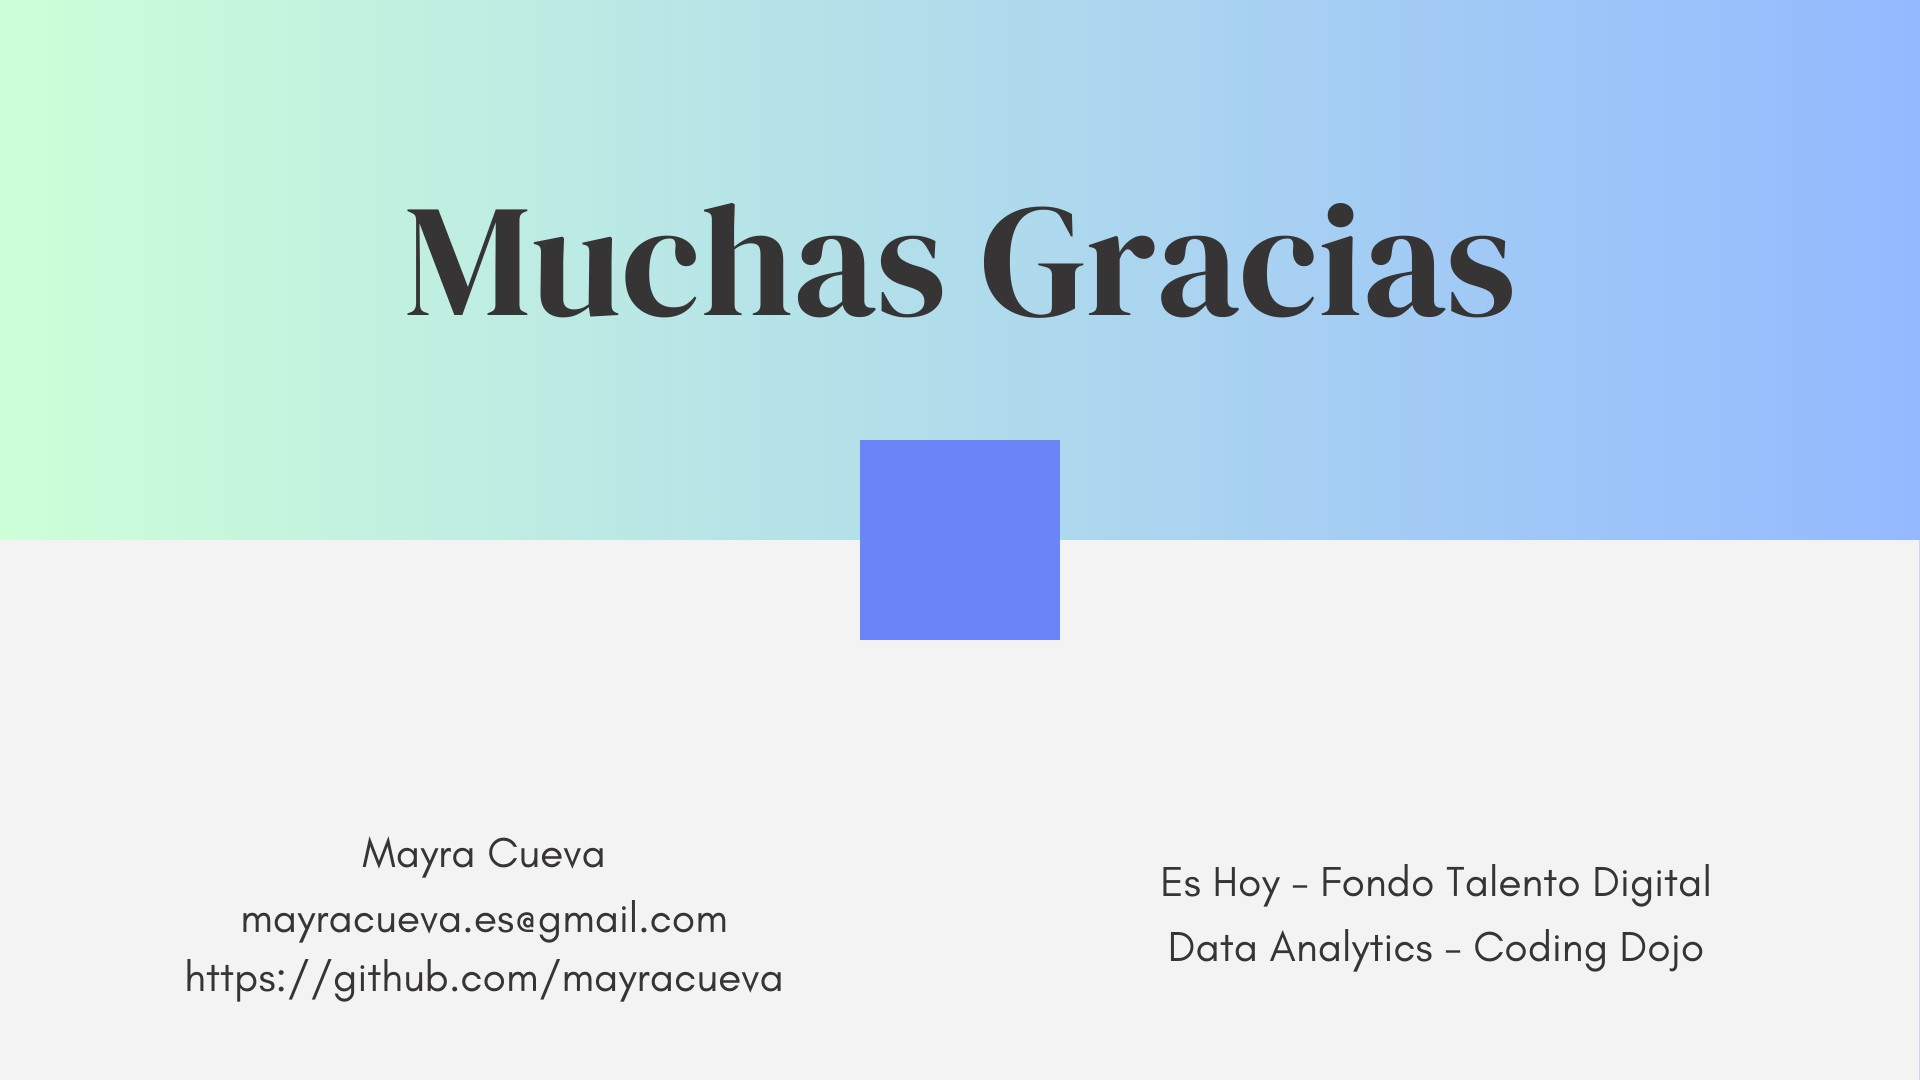 Muchas Gracias
Mayra Cueva
mayracueva.es@gmail.com
https://github.com/mayracueva
Es Hoy - Fondo Talento Digital
Data Analytics - Coding Dojo